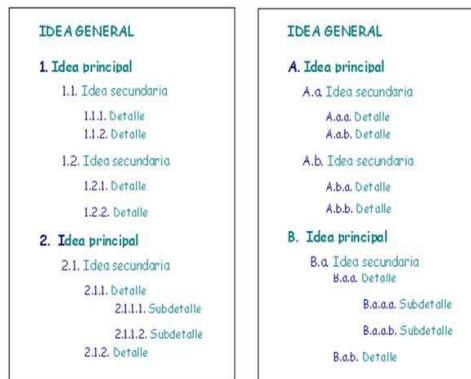 IDEA GENERAL
1. Idea principal
1.1. Idea secundaria
1.1.1. Detalle
1.1.2. Detalle
1.2. Idea secundaria
1.2.1. Detalle
1.2.2. Detalle
2. Idea principal
2.1. Idea secundaria
2.1.1. Detalle
2.1.1.1. Subdetalle
2.1.1.2. Subdetalle
2.1.2. Detalle
IDEA GENERAL
A. Idea principal
A.a. Idea secundaria
A.a.a. Detalle
A.a.b. Detalle
A.b. Idea secundaria
A.b.a. Detalle
A.b.b. Detalle
B. Idea principal
B.a. Idea secundaria
B.a.a. Detalle
B.a.a.a. Subdetalle
B.a.a.b. Subdetalle
B.a.b. Detalle